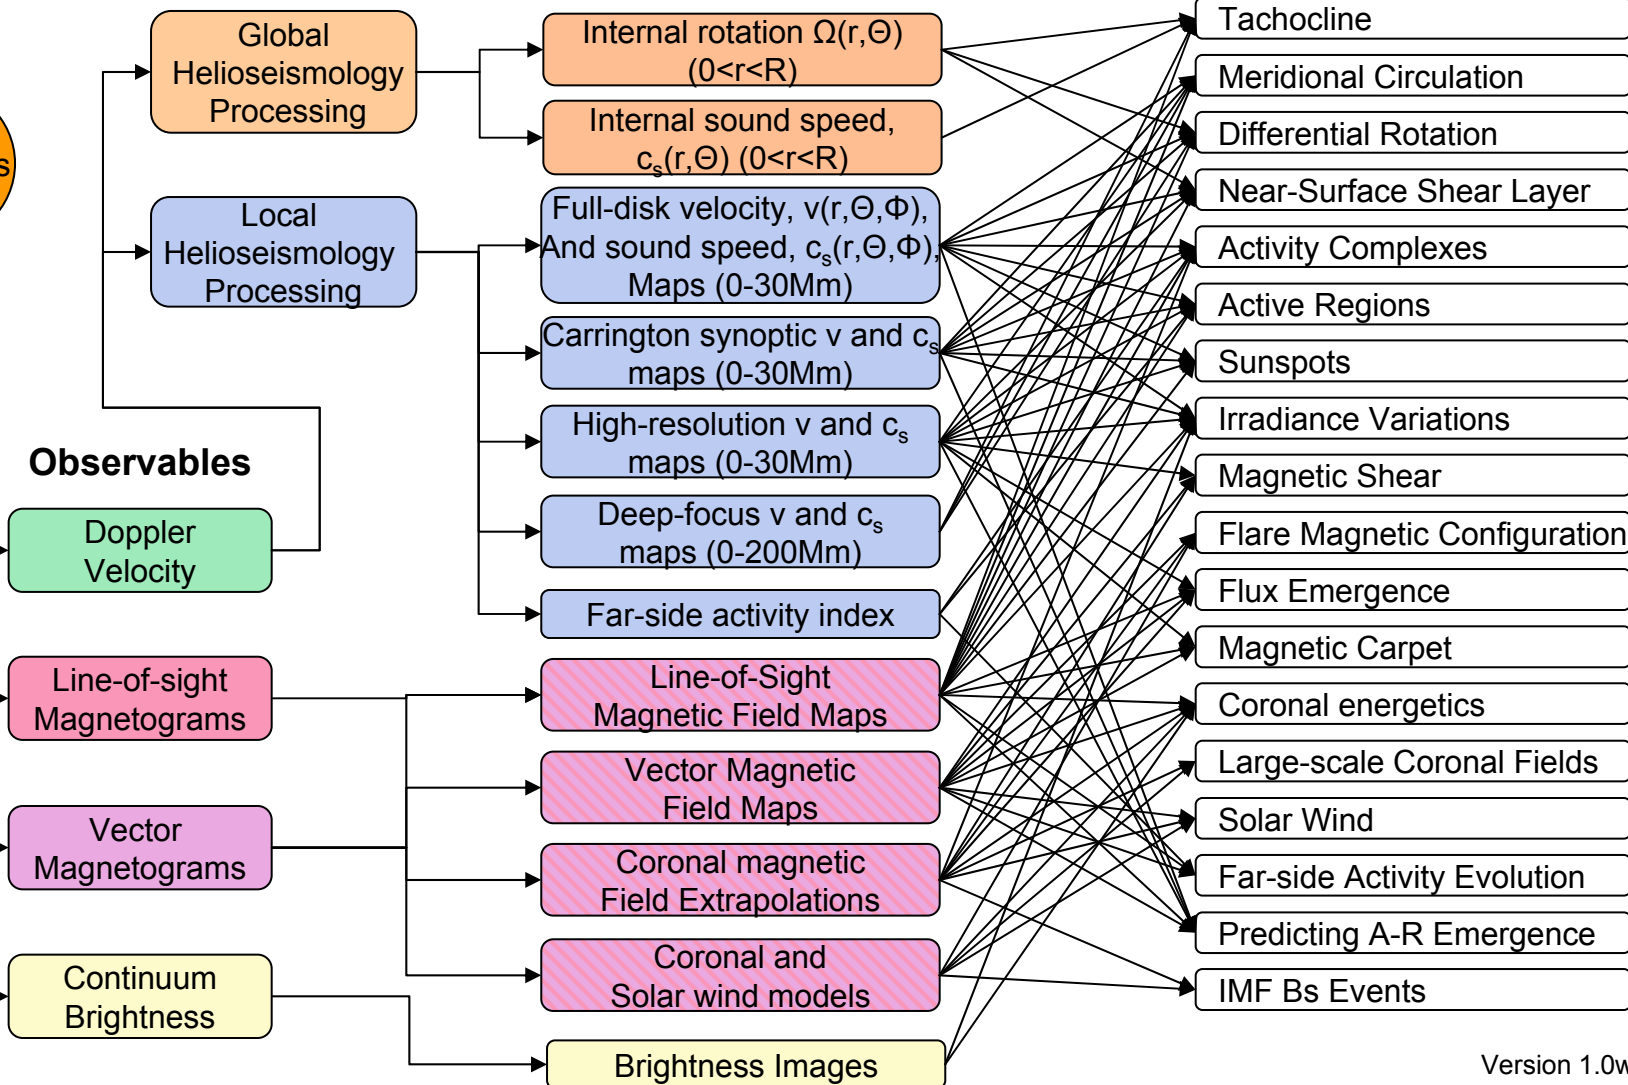 s
Global
Helioseismology
Processing
Local
Helioseismology
Processing
Observables
Doppler
Velocity
Line-of-sight
Magnetograms
Vector
Magnetograms
Continuum
Brightness
Internal rotation Ω(r,Θ)
(0<r<R)
Internal sound speed,
cₛ(r,Θ) (0<r<R)
Full-disk velocity, v(r,Θ,Φ),
And sound speed, cₛ(r,Θ,Φ),
Maps (0-30Mm)
Carrington synoptic v and cₛ
maps (0-30Mm)
High-resolution v and cₛ
maps (0-30Mm)
Deep-focus v and cₛ
maps (0-200Mm)
Far-side activity index
Line-of-Sight
Magnetic Field Maps
Vector Magnetic
Field Maps
Coronal magnetic
Field Extrapolations
Coronal and
Solar wind models
Brightness Images
Tachocline
Meridional Circulation
Differential Rotation
Near-Surface Shear Layer
Activity Complexes
Active Regions
Sunspots
Irradiance Variations
Magnetic Shear
Flare Magnetic Configuration
Flux Emergence
Magnetic Carpet
Coronal energetics
Large-scale Coronal Fields
Solar Wind
Far-side Activity Evolution
Predicting A-R Emergence
IMF Bs Events
Version 1.0w